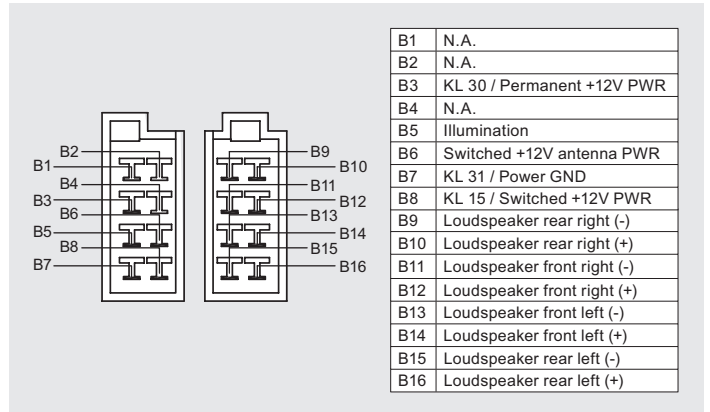 B2
B1
B4
B3
B6
B5
B8
B7
B9
B10
B11
B12
B13
B14
B15
B16
B1 N.A.
B2 N.A.
B3 KL 30 / Permanent +12V PWR
B4 N.A.
B5 Illumination
B6 Switched +12V antenna PWR
B7 KL 31 / Power GND
B8 KL 15 / Switched +12V PWR
B9 Loudspeaker rear right (-)
B10 Loudspeaker rear right (+)
B11 Loudspeaker front right (-)
B12 Loudspeaker front right (+)
B13 Loudspeaker front left (-)
B14 Loudspeaker front left (+)
B15 Loudspeaker rear left (-)
B16 Loudspeaker rear left (+)